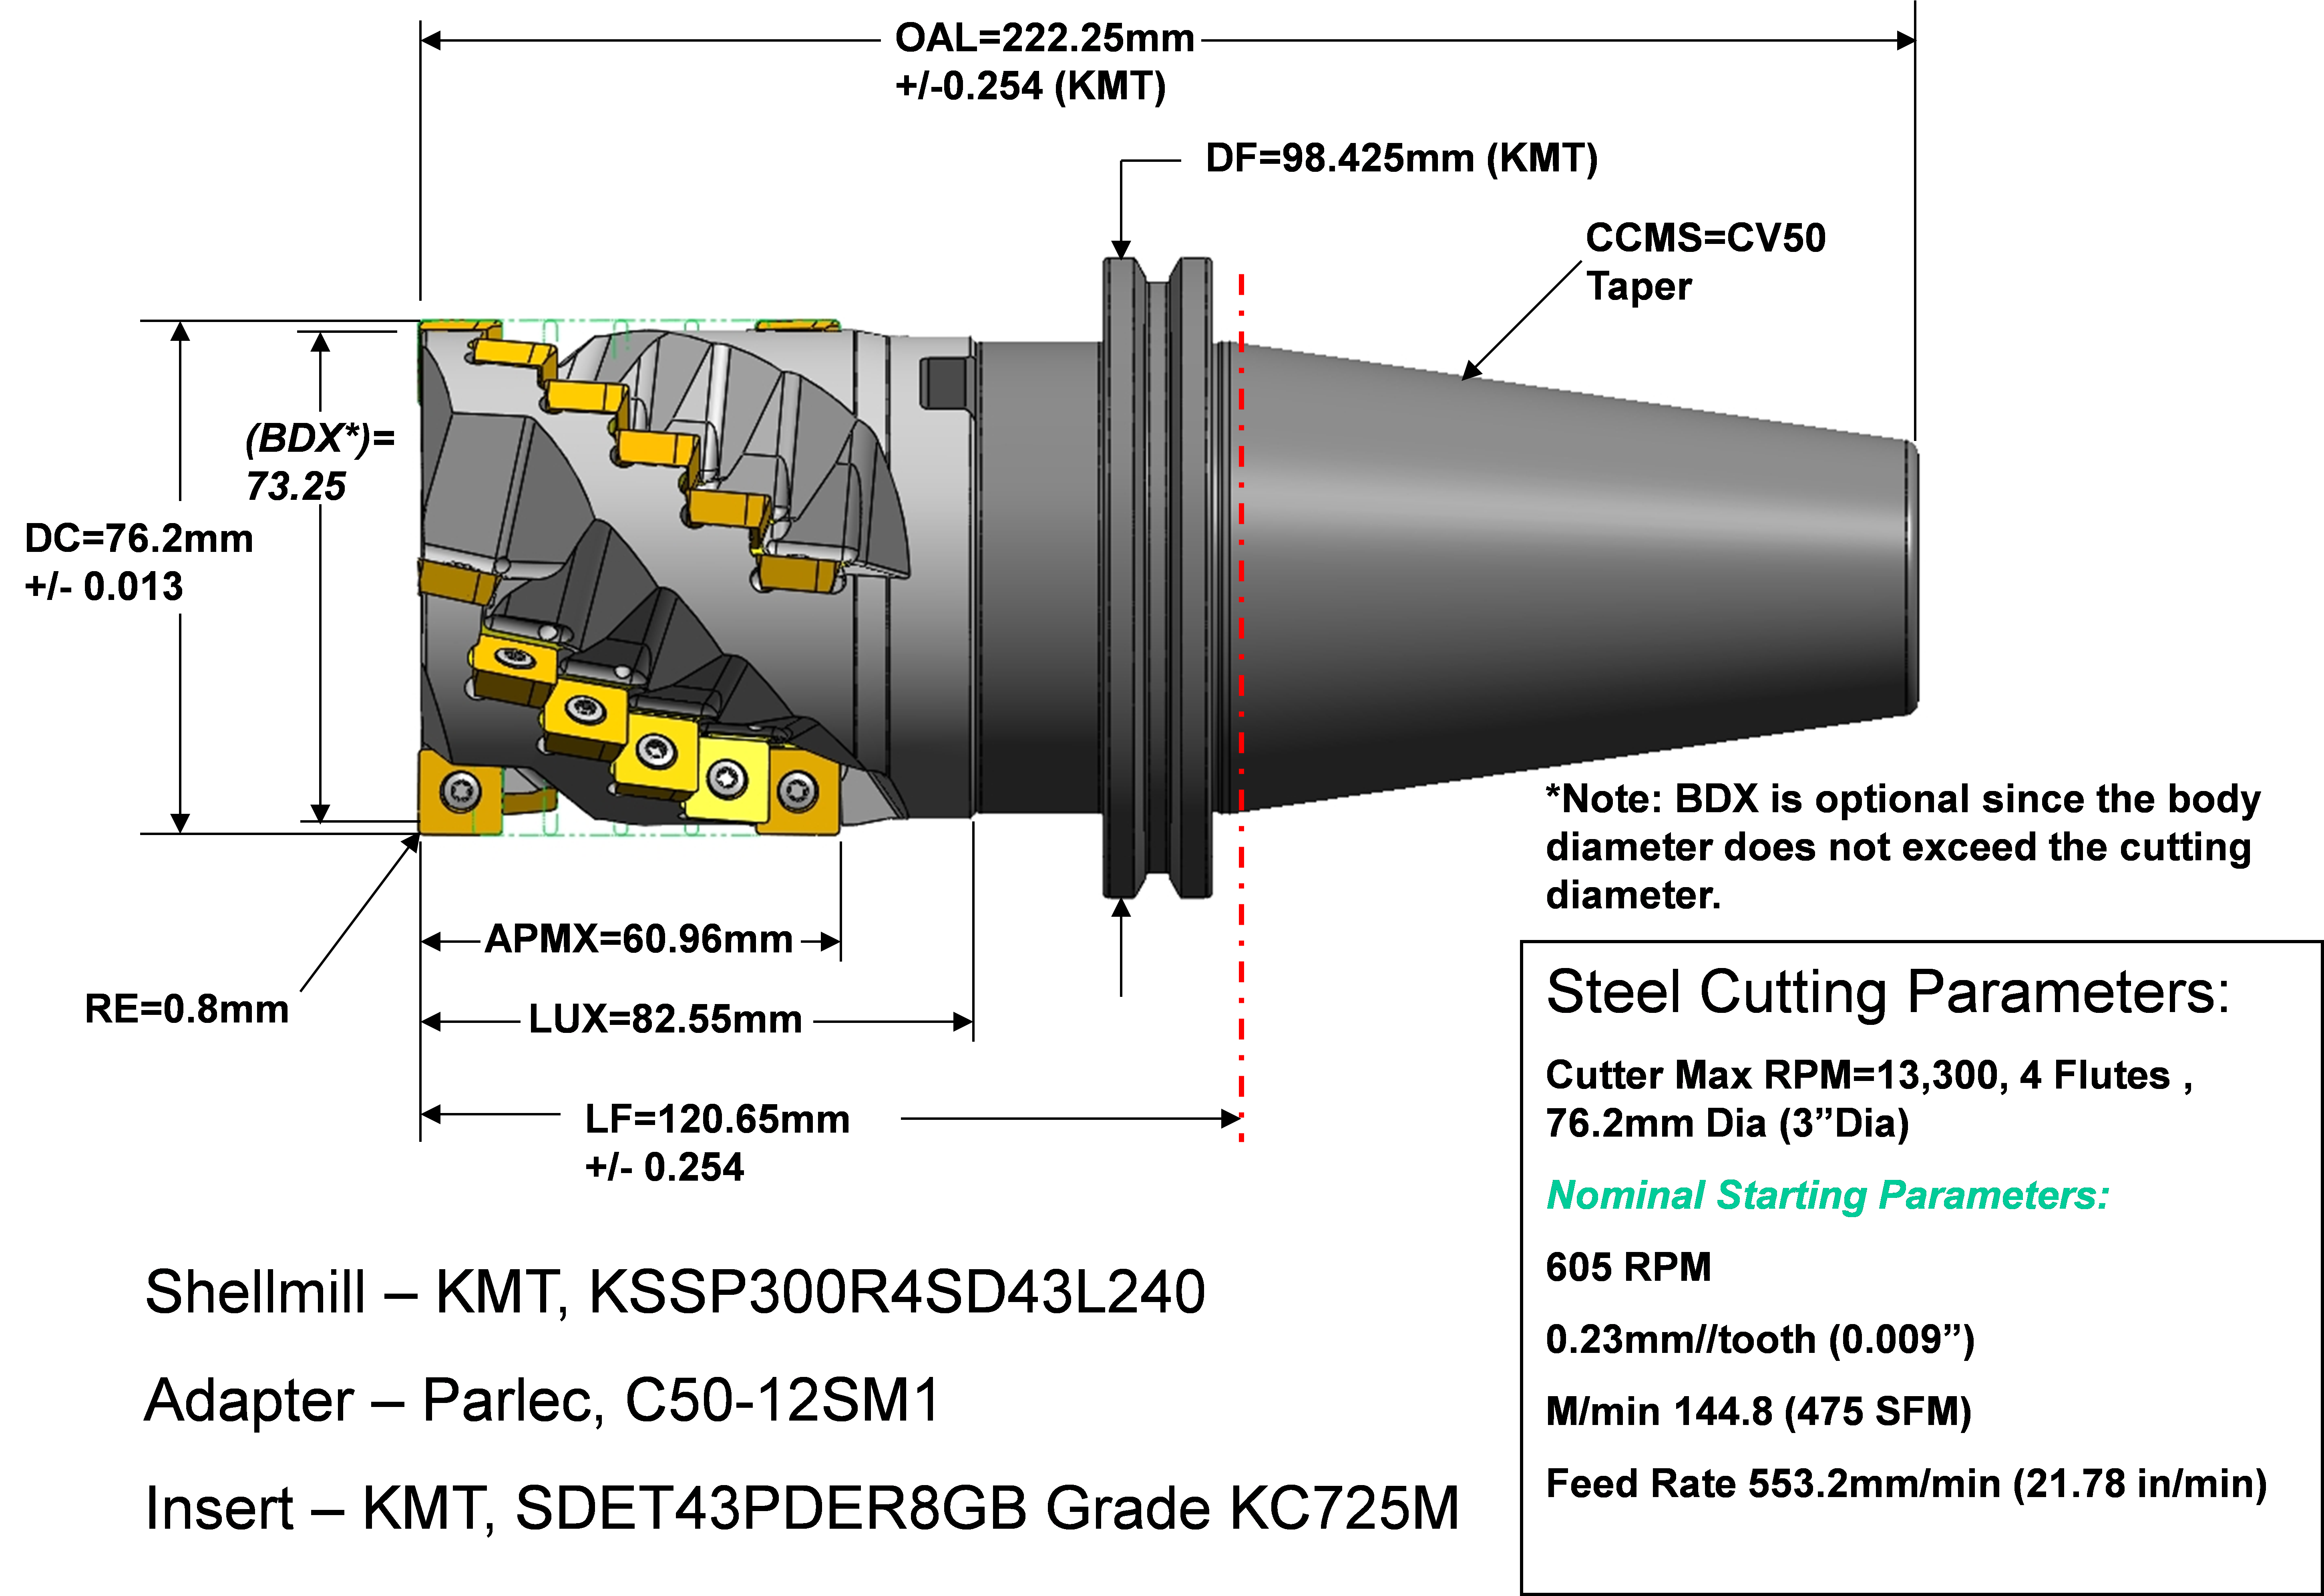 OAL=222.25mm
+/-0.254 (KMT)
DF=98.425mm (KMT)
CCMS=CV50
Taper
(BDX*)=
73.25
DC=76.2mm
+/- 0.013
*Note: BDX is optional since the body
diameter does not exceed the cutting
diameter.
APMX=60.96mm
RE=0.8mm
LUX=82.55mm
LF=120.65mm
+/- 0.254
Steel Cutting Parameters:
Cutter Max RPM=13,300, 4 Flutes ,
76.2mm Dia (3”Dia)
Nominal Starting Parameters:
605 RPM
0.23mm//tooth (0.009”)
M/min 144.8 (475 SFM)
Feed Rate 553.2mm/min (21.78 in/min)
Shellmill – KMT, KSSP300R4SD43L240
Adapter – Parlec, C50-12SM1
Insert – KMT, SDET43PDER8GB Grade KC725M